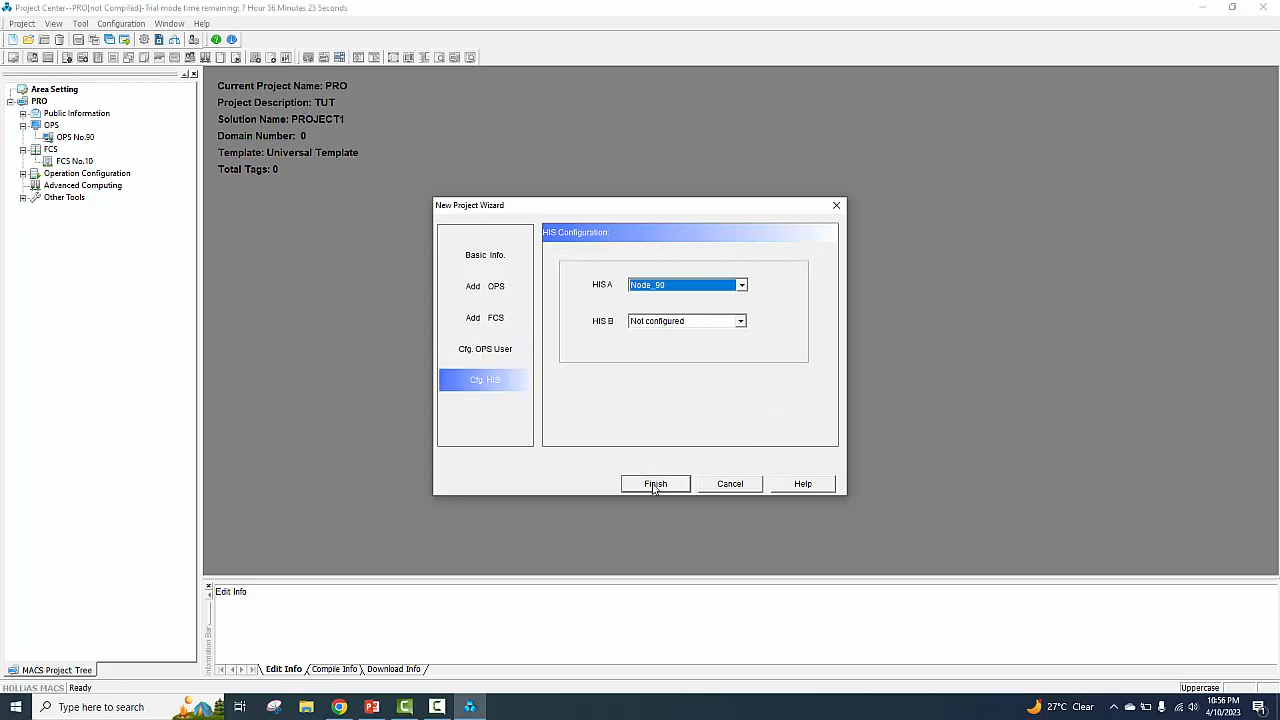 Project Center--PRO[not Compiled]-Trial mode time remaining: 7 Hour 56 Minutes 25 Seconds
Project View Tool Configuration Window Help
Area Setting
PRO
Public Information
OPS
OPS No.90
FCS
FCS No.10
Operation Configuration
Advanced Computing
Other Tools
MACS Project Tree
Current Project Name: PRO
Project Description: TUT
Solution Name: PROJECT1
Domain Number: 0
Template: Universal Template
Total Tags: 0
New Project Wizard
Basic Info.
Add OPS
Add FCS
Cfg. OPS User
Cfg. HIS
HIS Configuration:
HIS A Node_90
HIS B Not configured
Finish Cancel Help
Edit Info
Information Bar
Edit Info Compile Info Download Info
HOLLiAS MACS Ready Uppercase
Type here to search
27°C Clear
10:56 PM
4/10/2023